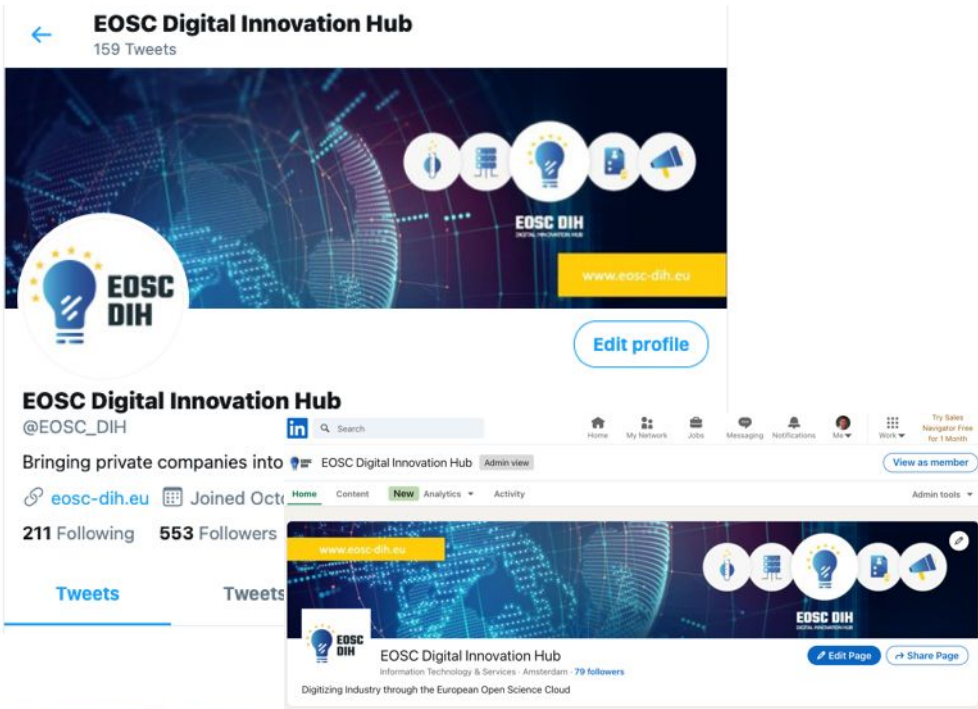 EOSC Digital Innovation Hub
159 Tweets
EOSC DIH
DIGITAL INNOVATION HUB
www.eosc-dih.eu
EOSC
DIH
Edit profile
EOSC Digital Innovation Hub
@EOSC_DIH
Bringing private companies into
eosc-dih.eu Joined Octo
211 Following 553 Followers
Tweets Tweets
in Search Home My Network Jobs Messaging Notifications Me Work Try Sales
Navigator Free
for 1 Month
EOSC Digital Innovation Hub Admin view View as member
Home Content New Analytics Activity Admin tools
www.eosc-dih.eu
EOSC DIH
DIGITAL INNOVATION HUB
EOSC
DIH
EOSC Digital Innovation Hub
Edit Page Share Page
Information Technology & Services · Amsterdam · 79 followers
Digitizing Industry through the European Open Science Cloud